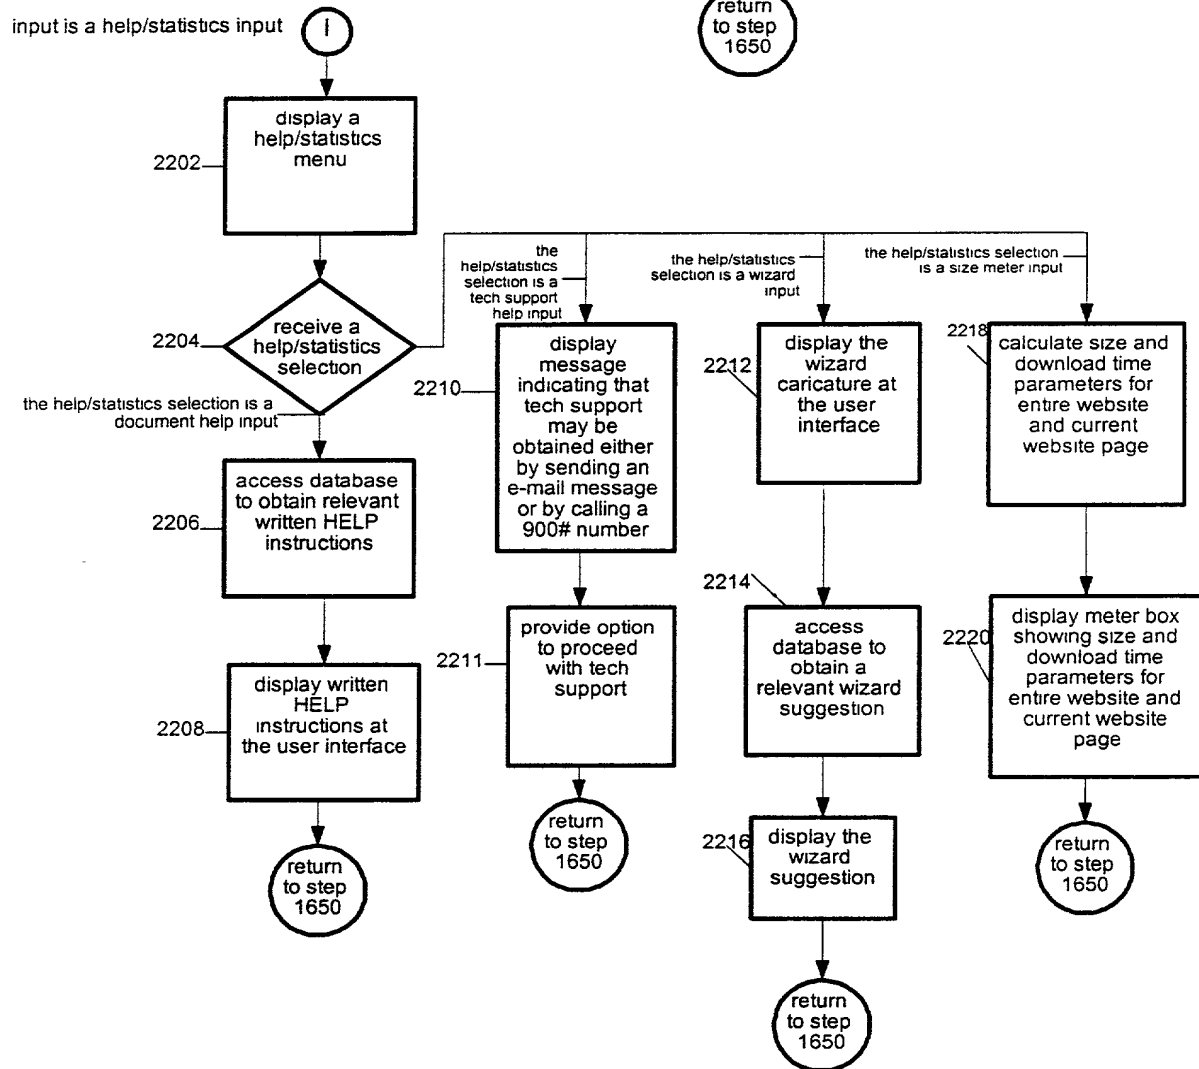 return
to step
1650
input is a help/statistics input
I
display a
help/statistics
menu
2202
2204
receive a
help/statistics
selection
the help/statistics selection is a
document help input
the
help/statistics
selection is a
tech support
help input
the help/statistics
selection is a wizard
input
the help/statistics selection
is a size meter input
2206
access database
to obtain relevant
written HELP
instructions
2208
display written
HELP
instructions at
the user interface
return
to step
1650
2210
display
message
indicating that
tech support
may be
obtained either
by sending an
e-mail message
or by calling a
900# number
2211
provide option
to proceed
with tech
support
return
to step
1650
2212
display the
wizard
caricature at
the user
interface
2214
access
database to
obtain a
relevant wizard
suggestion
2216
display the
wizard
suggestion
return
to step
1650
2218
calculate size and
download time
parameters for
entire website
and current
website page
2220
display meter box
showing size and
download time
parameters for
entire website and
current website
page
return
to step
1650